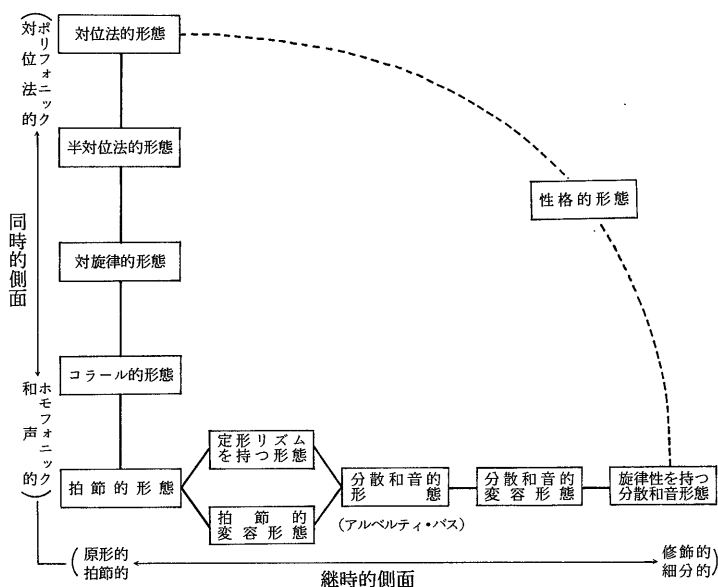 ポリフォニック
(対位法的
対位法的形態
半対位法的形態
性格的形態
同時的側面
対旋律的形態
コラール的形態
ホモフォニック
和声的)
定形リズム
を持つ形態
拍節的形態
拍節的
変容形態
分散和音的
形態
(アルベルティ・バス)
分散和音的
変容形態
旋律性を持つ
分散和音形態
(原形的
拍節的
修飾的
細分的)
継時的側面